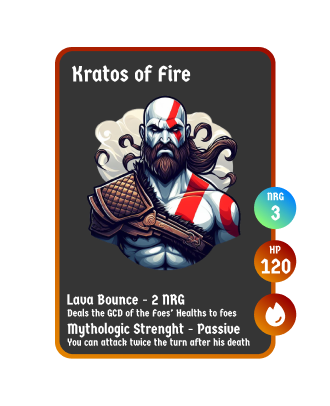 Kratos of Fire
NRG
3
HP
120
Lava Bounce - 2 NRG
Deals the GCD of the Foes' Healths to foes
Mythologic Strenght - Passive
You can attack twice the turn after his death